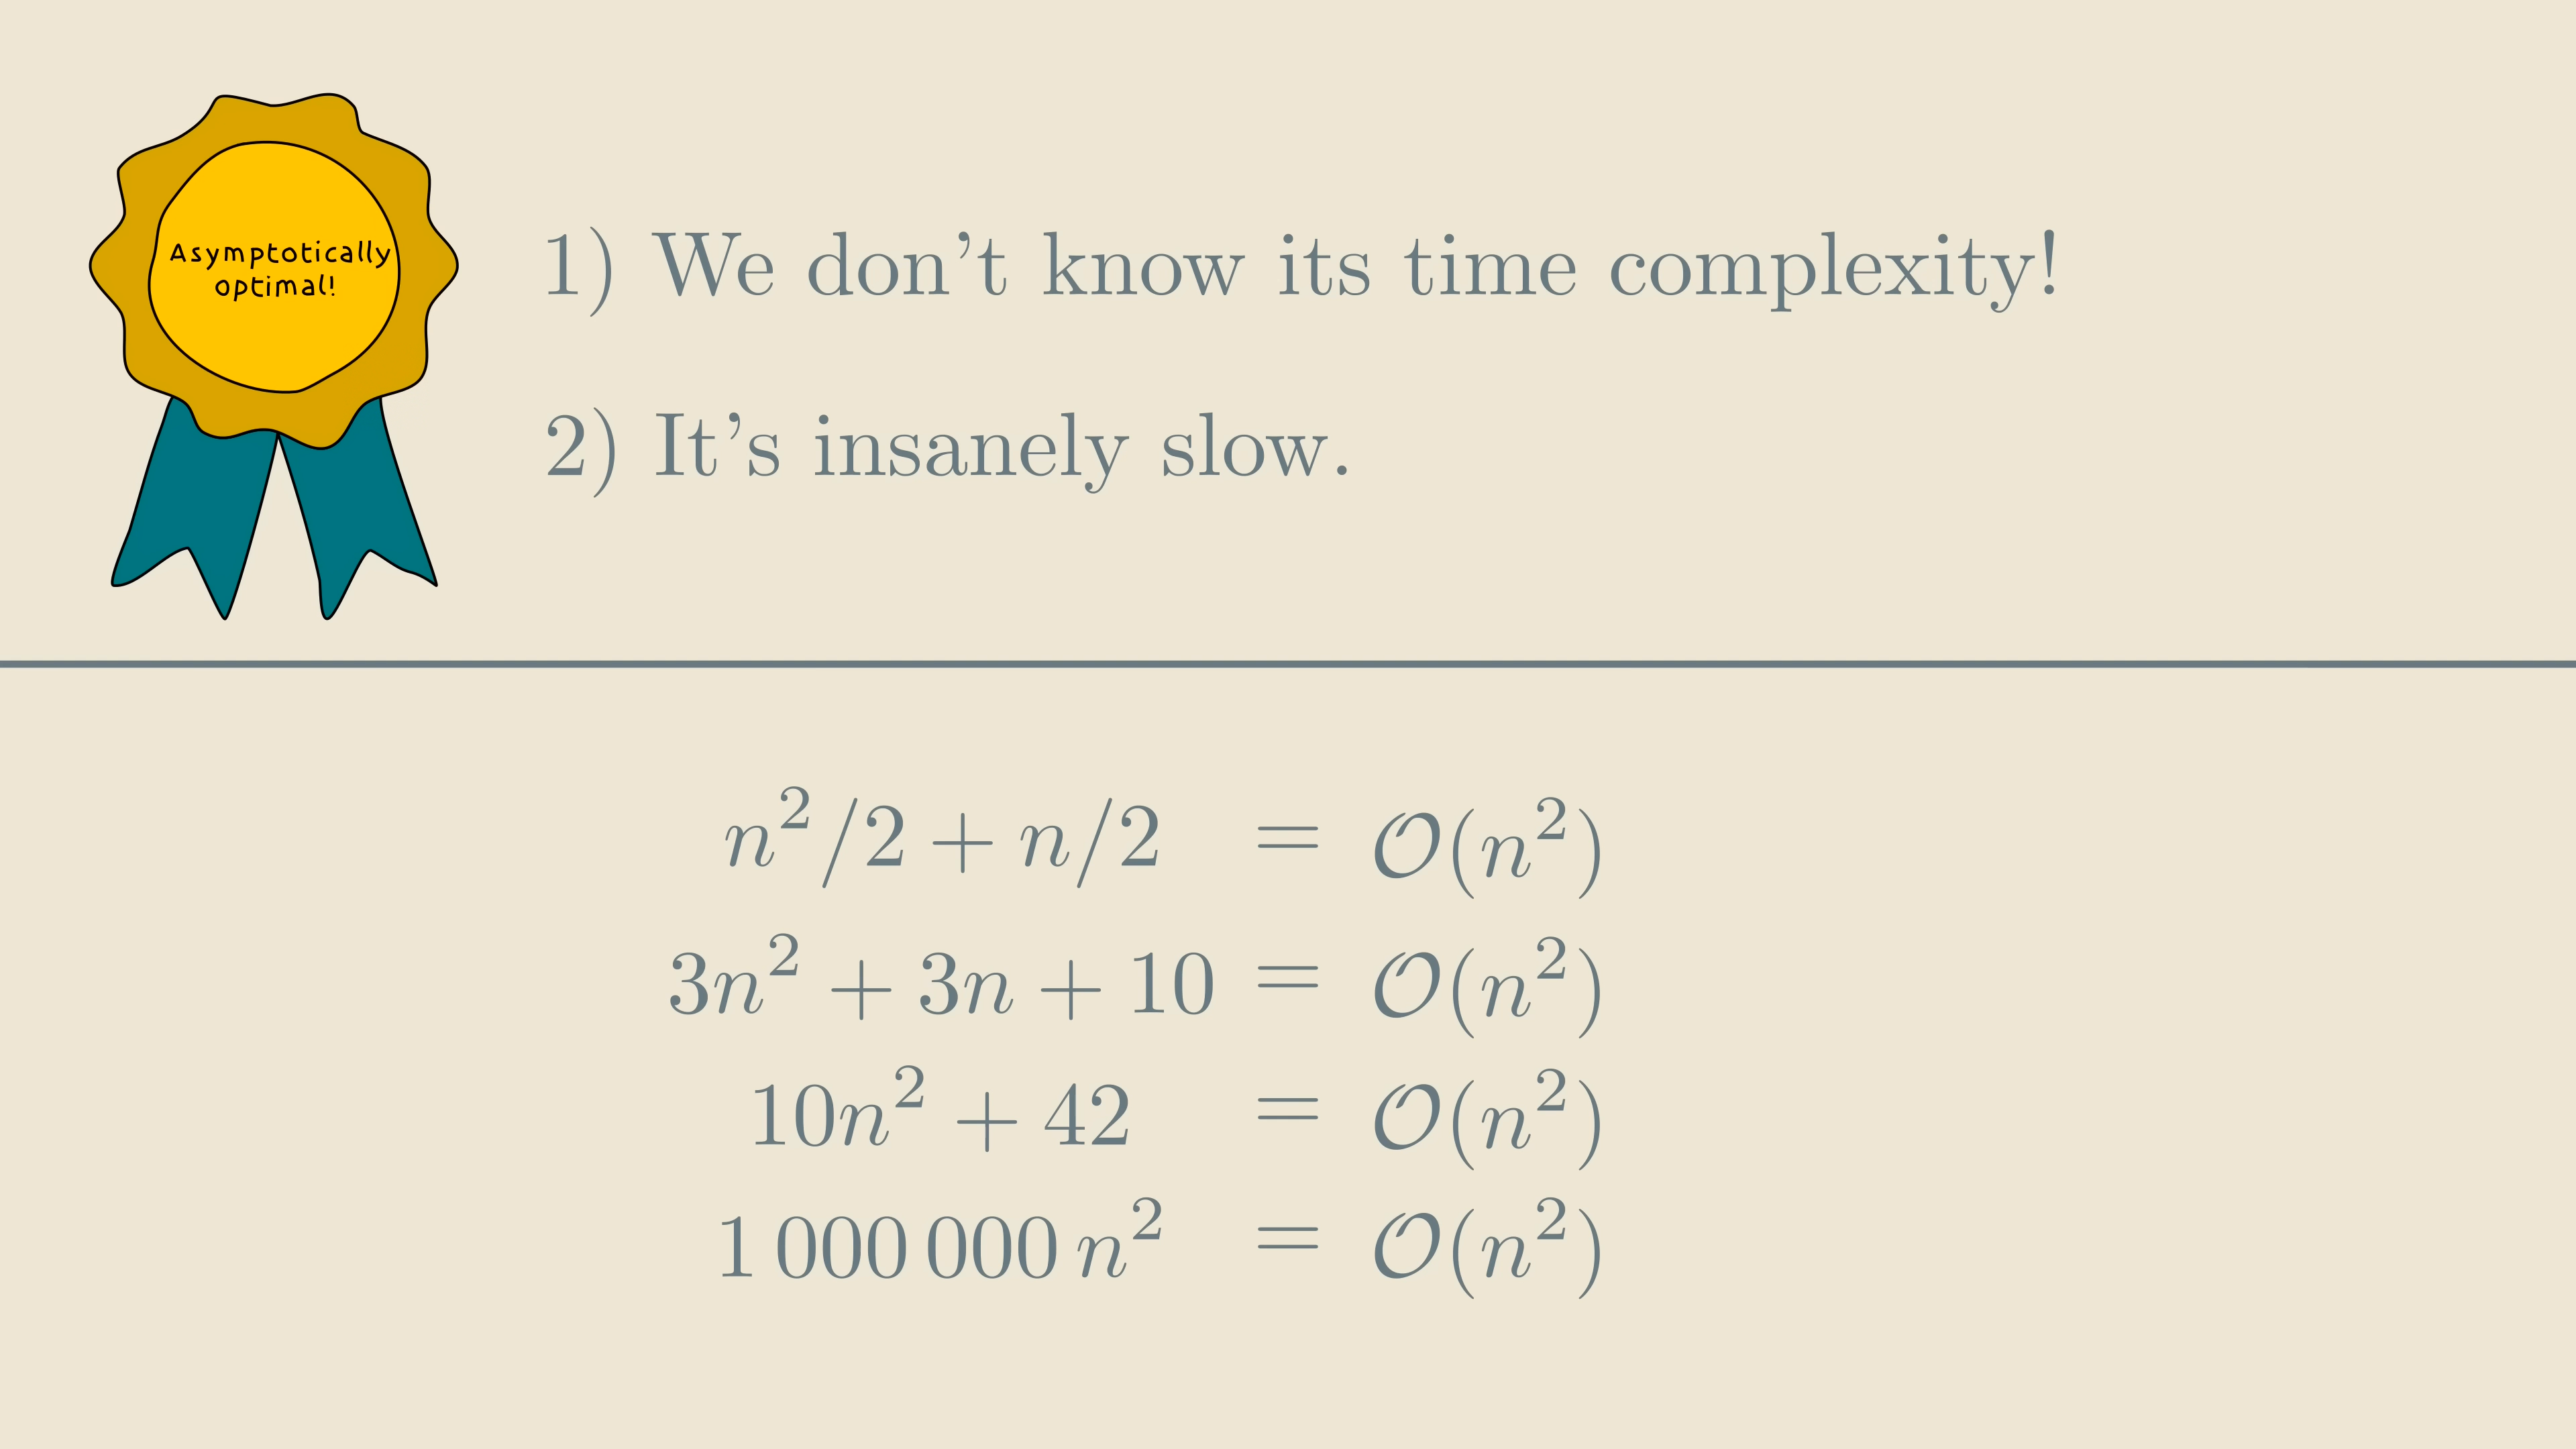 Asymptotically
optimal!
1) We don't know its time complexity!
2) It's insanely slow.
n²/2 + n/2 = 𝒪(n²)
3n² + 3n + 10 = 𝒪(n²)
10n² + 42 = 𝒪(n²)
1 000 000 n² = 𝒪(n²)